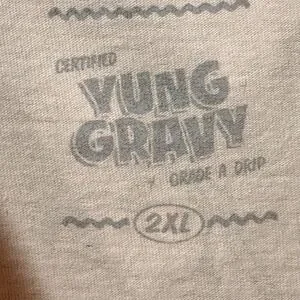 CERTIFIED
YUNG
GRAVY
GRADE A DRIP
2XL